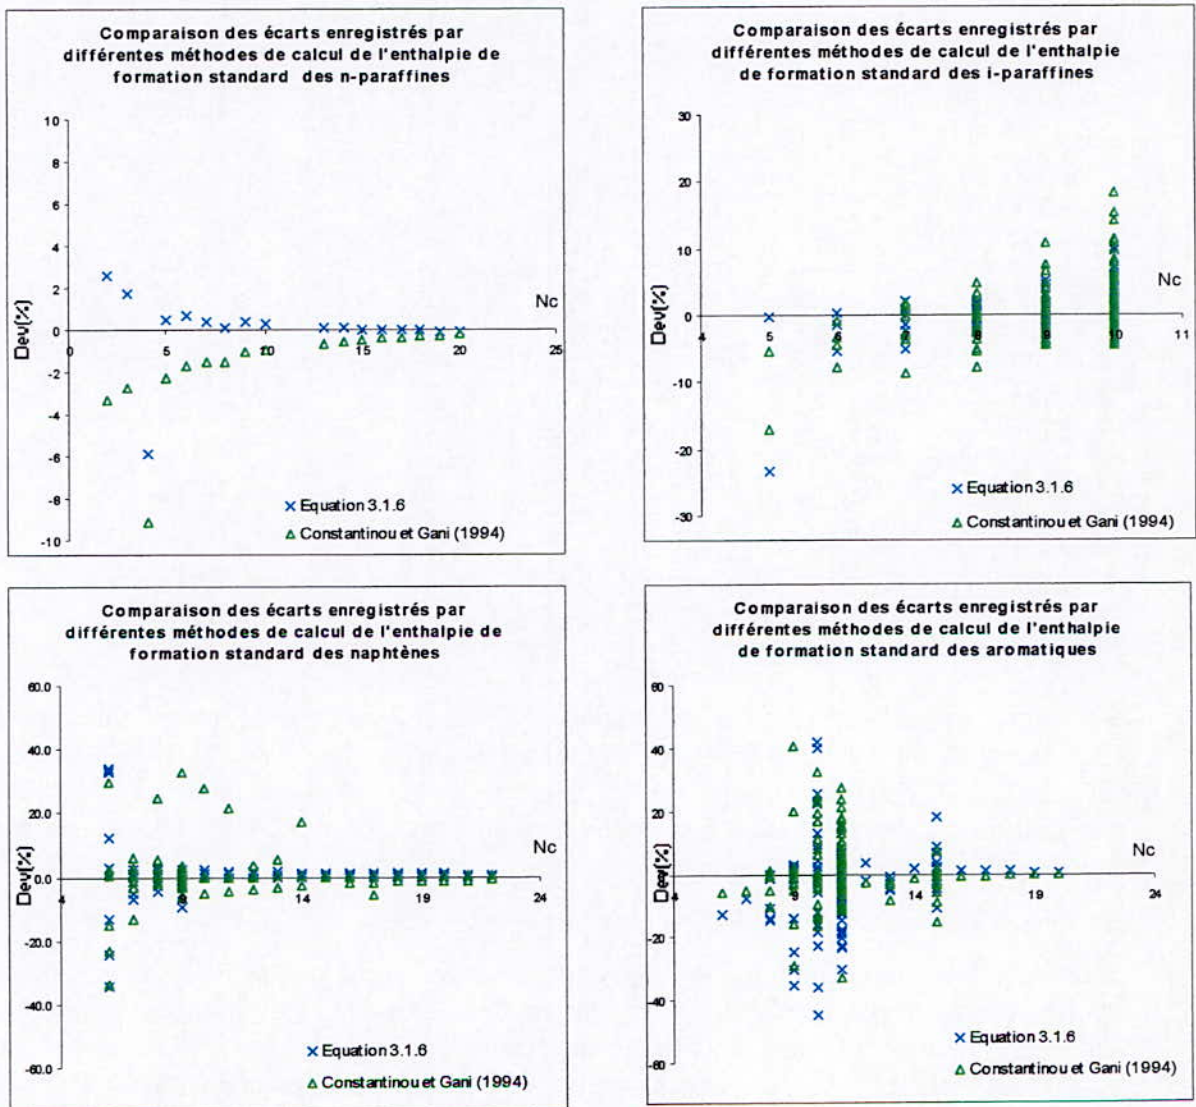 Comparaison des écarts enregistrés par
différentes méthodes de calcul de l'enthalpie de
formation standard des n-paraffines
10
8
6
4
2
0
-2
-4
-6
-8
-10
Dev(%)
0
5
10
15
20
25
Nc
× Equation 3.1.6
△ Constantinou et Gani (1994)
Comparaison des écarts enregistrés par
différentes méthodes de calcul de l'enthalpie
de formation standard des i-paraffines
30
20
10
0
-10
-20
-30
Dev(%)
4
5
6
7
8
9
10
11
Nc
× Equation 3.1.6
△ Constantinou et Gani (1994)
Comparaison des écarts enregistrés par
différentes méthodes de calcul de l'enthalpie de
formation standard des naphtènes
60.0
40.0
20.0
0.0
-20.0
-40.0
-60.0
Dev(%)
4
9
14
19
24
Nc
× Equation 3.1.6
△ Constantinou et Gani (1994)
Comparaison des écarts enregistrés par
différentes méthodes de calcul de l'enthalpie
de formation standard des aromatiques
60
40
20
-20
-40
-60
Dev(%)
4
9
14
19
24
Nc
× Equation 3.1.6
△ Constantinou et Gani (1994)